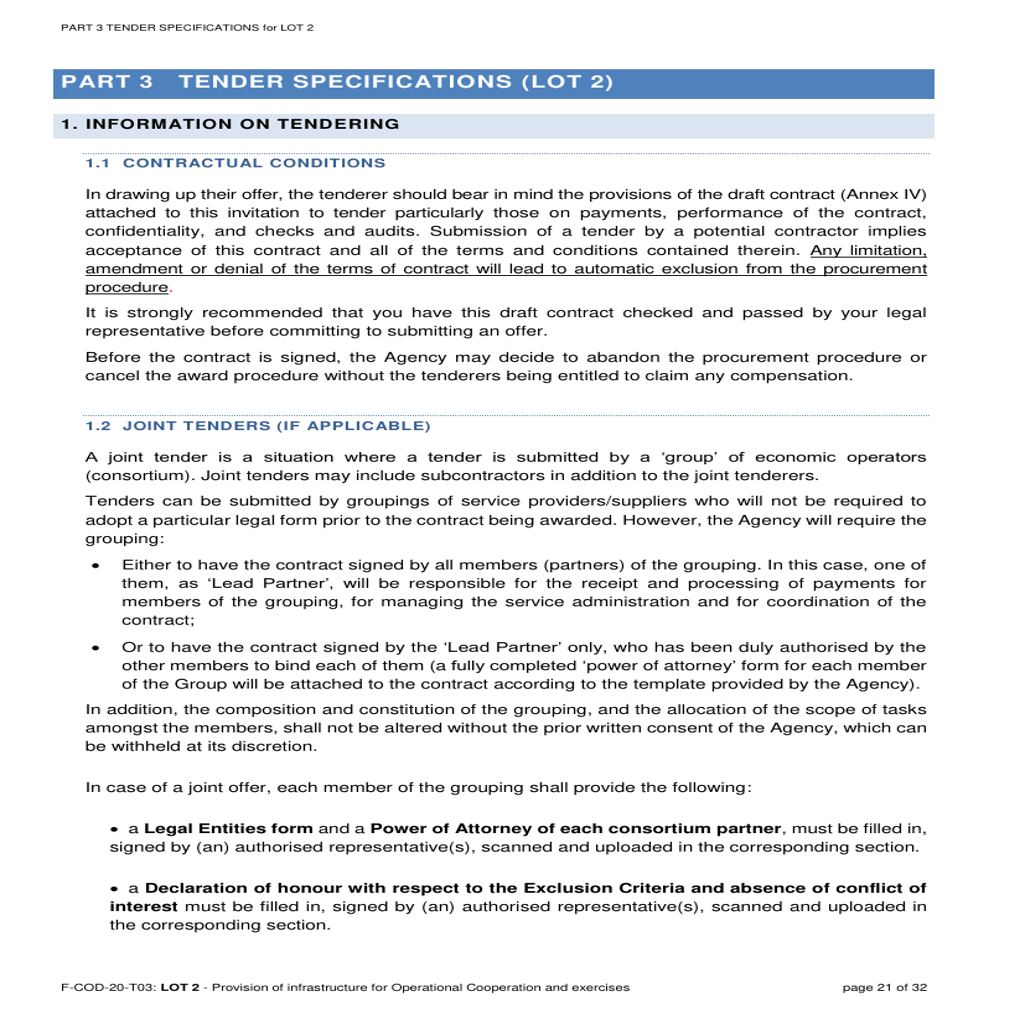 PART 3 TENDER SPECIFICATIONS for LOT 2
PART 3 TENDER SPECIFICATIONS (LOT 2)
1. INFORMATION ON TENDERING
1.1 CONTRACTUAL CONDITIONS
In drawing up their offer, the tenderer should bear in mind the provisions of the draft contract (Annex IV)
attached to this invitation to tender particularly those on payments, performance of the contract,
confidentiality, and checks and audits. Submission of a tender by a potential contractor implies
acceptance of this contract and all of the terms and conditions contained therein. Any limitation,
amendment or denial of the terms of contract will lead to automatic exclusion from the procurement
procedure.
It is strongly recommended that you have this draft contract checked and passed by your legal
representative before committing to submitting an offer.
Before the contract is signed, the Agency may decide to abandon the procurement procedure or
cancel the award procedure without the tenderers being entitled to claim any compensation.
1.2 JOINT TENDERS (IF APPLICABLE)
A joint tender is a situation where a tender is submitted by a ‘group’ of economic operators
(consortium). Joint tenders may include subcontractors in addition to the joint tenderers.
Tenders can be submitted by groupings of service providers/suppliers who will not be required to
adopt a particular legal form prior to the contract being awarded. However, the Agency will require the
grouping:
• Either to have the contract signed by all members (partners) of the grouping. In this case, one of
them, as ‘Lead Partner’, will be responsible for the receipt and processing of payments for
members of the grouping, for managing the service administration and for coordination of the
contract;
• Or to have the contract signed by the ‘Lead Partner’ only, who has been duly authorised by the
other members to bind each of them (a fully completed ‘power of attorney’ form for each member
of the Group will be attached to the contract according to the template provided by the Agency).
In addition, the composition and constitution of the grouping, and the allocation of the scope of tasks
amongst the members, shall not be altered without the prior written consent of the Agency, which can
be withheld at its discretion.
In case of a joint offer, each member of the grouping shall provide the following:
• a Legal Entities form and a Power of Attorney of each consortium partner, must be filled in,
signed by (an) authorised representative(s), scanned and uploaded in the corresponding section.
• a Declaration of honour with respect to the Exclusion Criteria and absence of conflict of
interest must be filled in, signed by (an) authorised representative(s), scanned and uploaded in
the corresponding section.
F-COD-20-T03: LOT 2 - Provision of infrastructure for Operational Cooperation and exercises
page 21 of 32